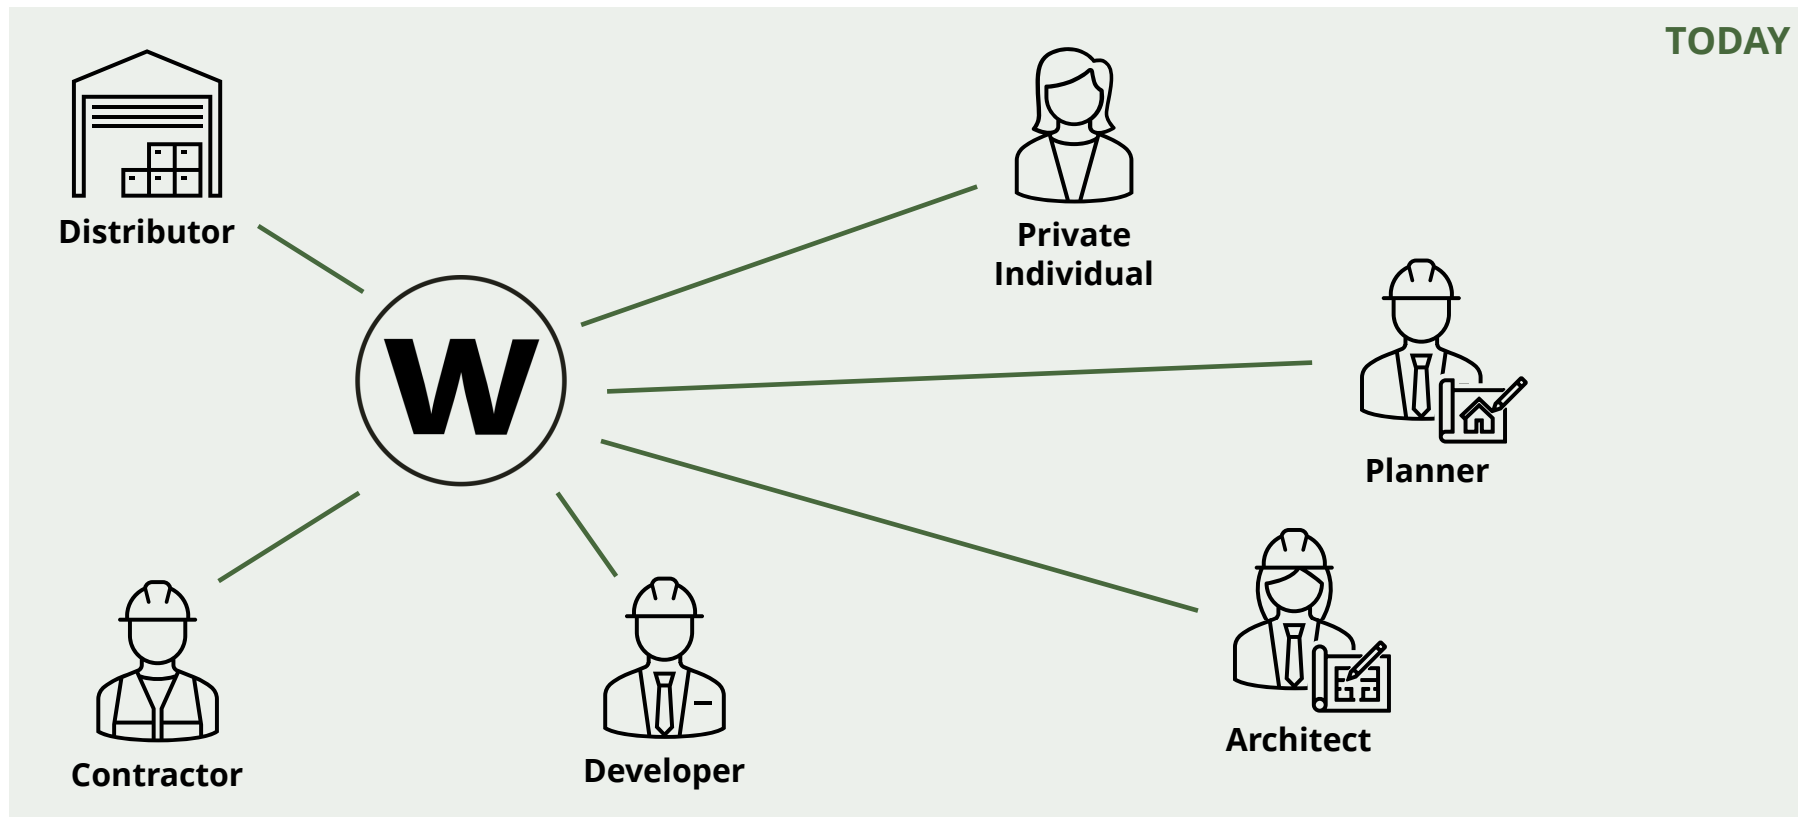 TODAY
Distributor
Private
Individual
W
Planner
Architect
Contractor
Developer